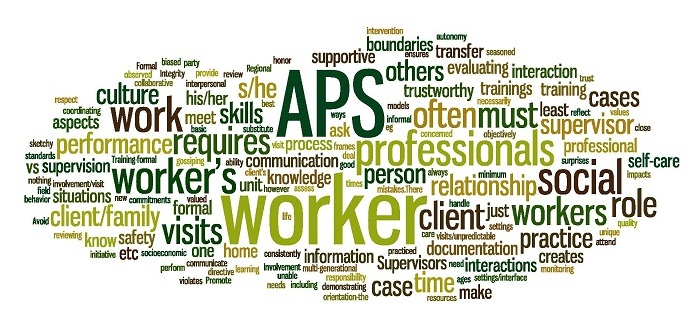 intervention
boundaries ensures autonomy
Formal biased party supportive transfer seasoned
observed Integrity provide review Regional honor others evaluating interaction trust
collaborative interpersonal s/he APS trustworthy trainings training cases
respect culture his/her best ways models necessarily values
coordinating work meet skills informal often must least reflect
aspects basic substitute ask eg concerned objectively supervisor close
sketchy performance requires visit process frames professionals professional
standards Training-formal gossiping ability communication good deal surprises self-care
vs supervision worker's client's knowledge person always minimum social impacts
nothing involvement/visit unit however assess times mistakes.There relationship
field new commitments valued worker handle role
behavior situations formal life client just workers
Avoid client/family visits settings quality
reviewing know safety care visits/unpredictable practice unique
initiative etc socioeconomic one home consistently information practiced documentation attend
perform communicate Involvement multi-generational Supervisors need interactions creates
directive learning unable responsible case time ages settings/interface monitoring
violates Promote needs including demonstrating make
orientation-the resources